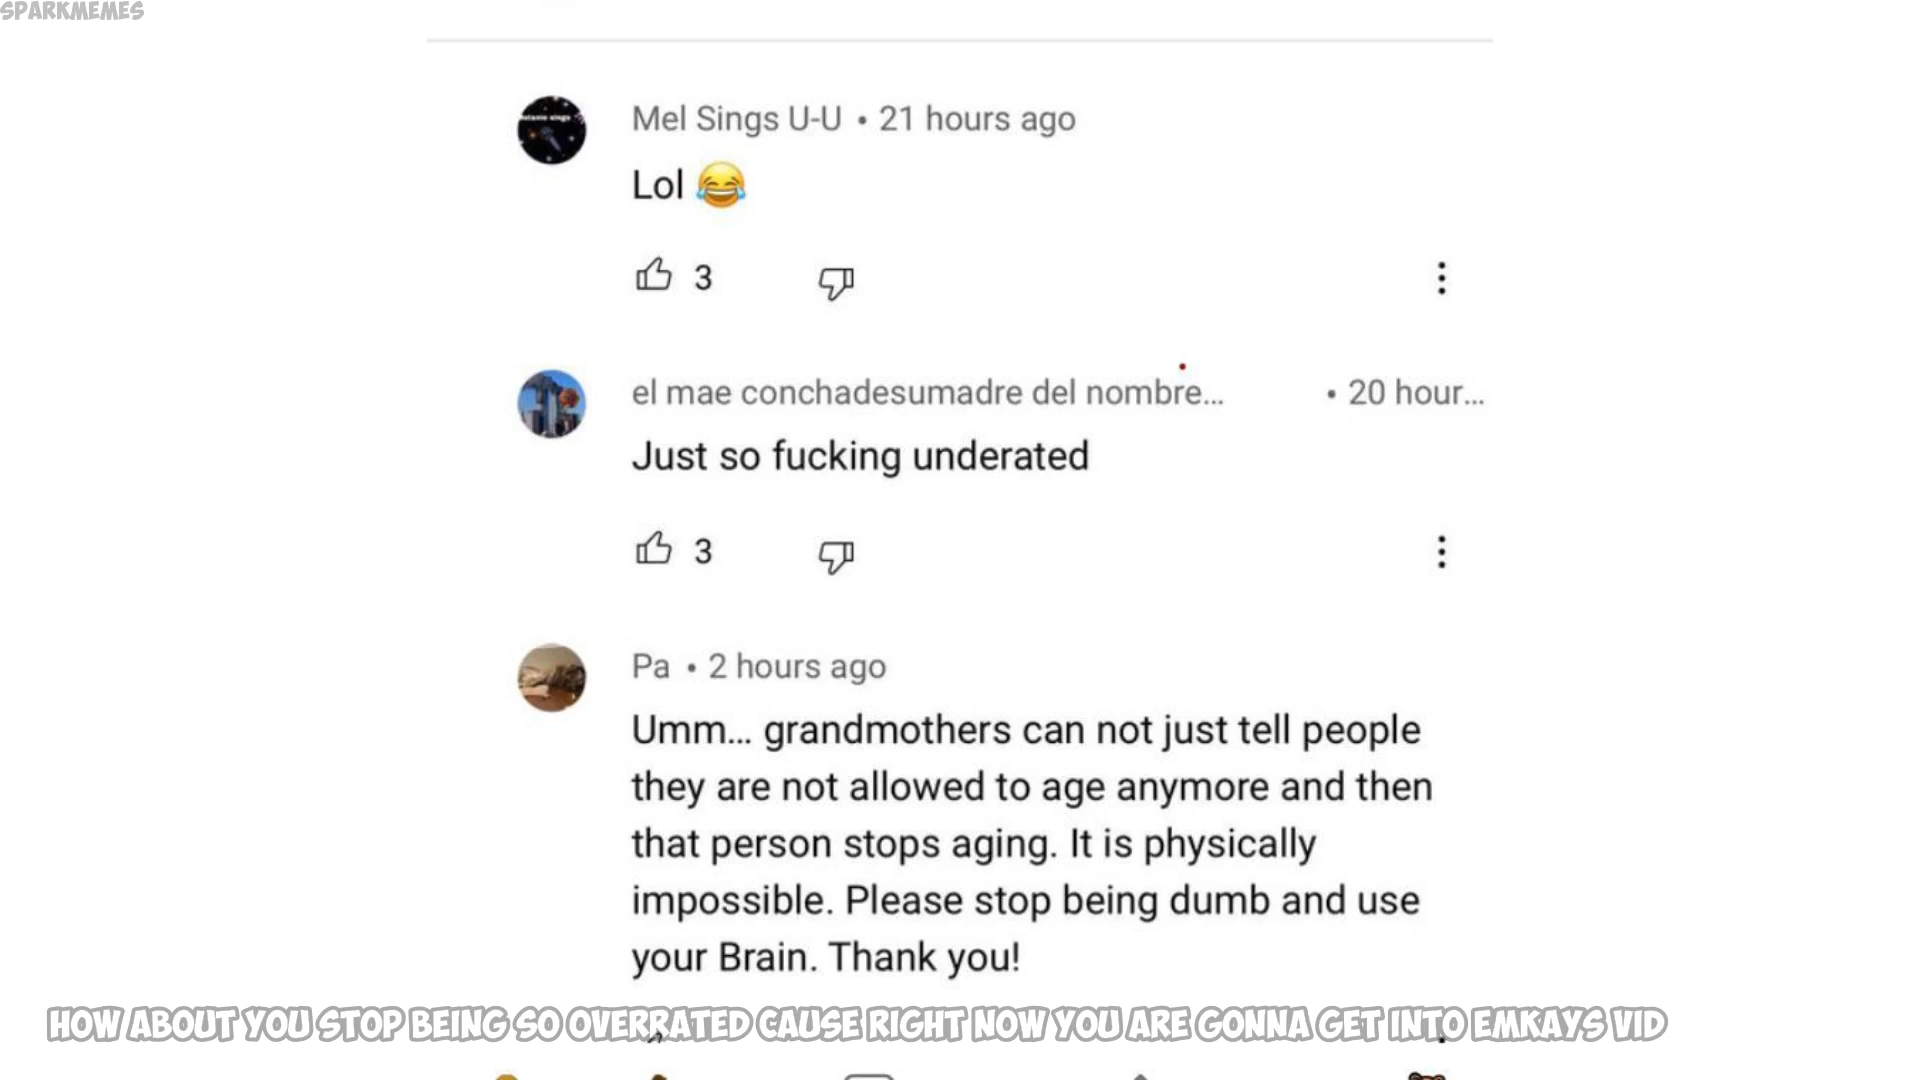 SPARKMEMES
Mel Sings U-U • 21 hours ago
Lol 😂
3
el mae conchadesumadre del nombre... • 20 hour...
Just so fucking underated
3
Pa • 2 hours ago
Umm... grandmothers can not just tell people
they are not allowed to age anymore and then
that person stops aging. It is physically
impossible. Please stop being dumb and use
your Brain. Thank you!
HOW ABOUT YOU STOP BEING SO OVERRATED CAUSE RIGHT NOW YOU ARE GONNA GET INTO EMKAYS VID